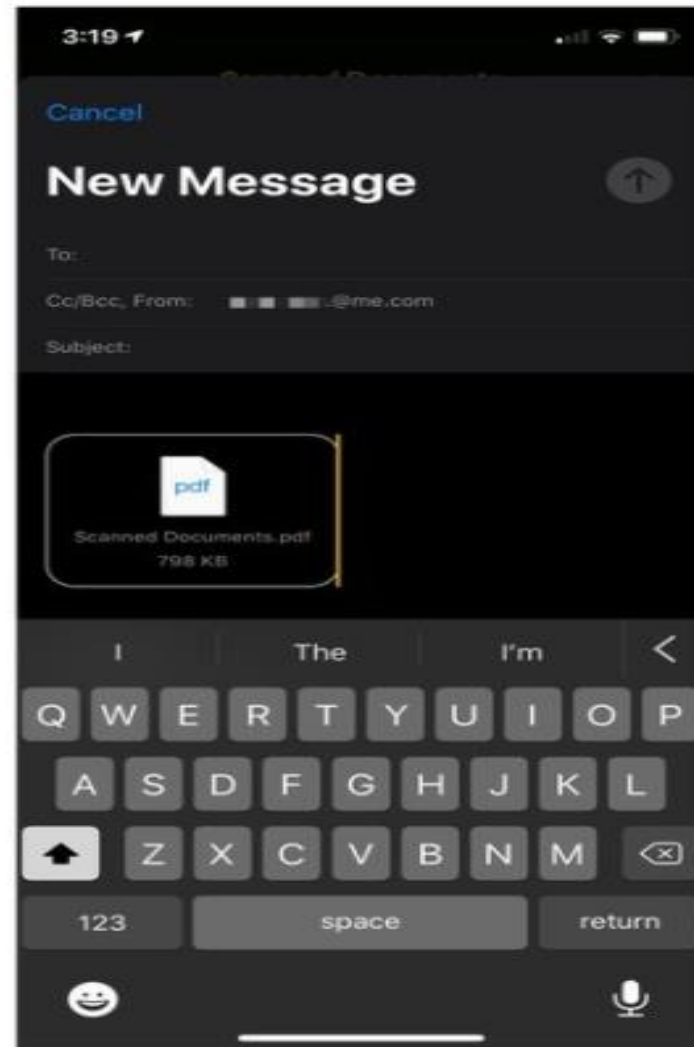 3:19
Cancel
New Message
To:
Cc/Bcc, From: @me.com
Subject:
pdf
Scanned Documents.pdf
798 KB
I The I'm
Q W E R T Y U I O P
A S D F G H J K L
Z X C V B N M
123 space return